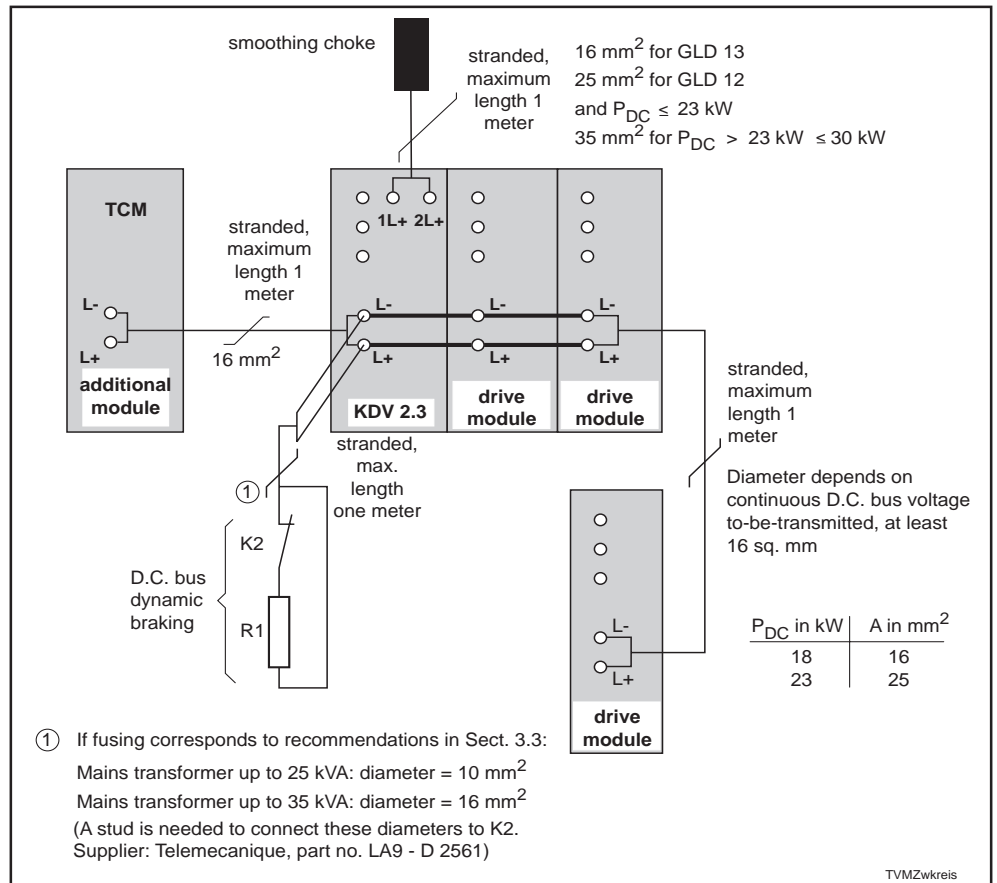 smoothing choke
stranded,
maximum
length 1
meter
16 mm2 for GLD 13
25 mm2 for GLD 12
and PDC ≤ 23 kW
35 mm2 for PDC > 23 kW ≤ 30 kW
TCM
L-
L+
additional
module
stranded,
maximum
length 1
meter
16 mm2
1L+ 2L+
L-
L+
KDV 2.3
L-
L+
drive
module
L-
L+
drive
module
stranded,
max.
length
one meter
1
K2
R1
D.C. bus
dynamic
braking
stranded,
maximum
length 1
meter
Diameter depends on
continuous D.C. bus voltage
to-be-transmitted, at least
16 sq. mm
L-
L+
drive
module
PDC in kW A in mm2
18 16
23 25
1 If fusing corresponds to recommendations in Sect. 3.3:
Mains transformer up to 25 kVA: diameter = 10 mm2
Mains transformer up to 35 kVA: diameter = 16 mm2
(A stud is needed to connect these diameters to K2.
Supplier: Telemecanique, part no. LA9 - D 2561)
TVMZwkreis